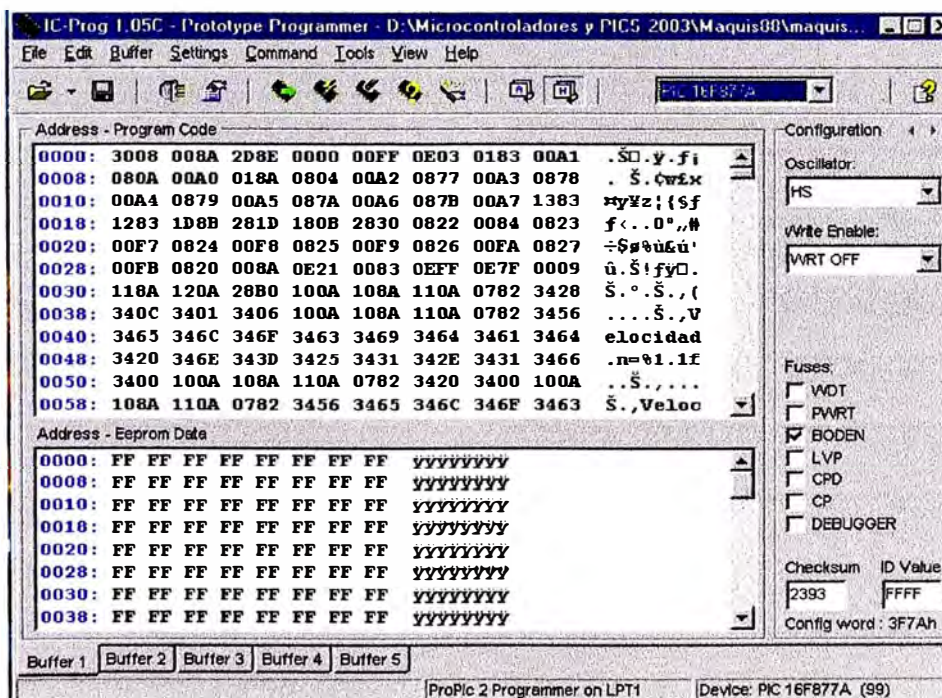 IC-Prog 1.05C - Prototype Programmer - D:\Microcontroladores y PICS 2003\Maquis88\maquis...
File Edit Buffer Settings Command Tools View Help
PIC 16F877A
Address - Program Code
0000: 3008 008A 2D8E 0000 00FF 0E03 0183 00A1 .Š□.ÿ.ƒ¡
0008: 080A 00A0 018A 0804 00A2 0877 00A3 0878 . Š.¢w£x
0010: 00A4 0879 00A5 087A 00A6 087B 00A7 1383 ¤y¥z¦{§ƒ
0018: 1283 1D8B 281D 180B 2830 0822 0084 0823 ƒ‹..0"„#
0020: 00F7 0824 00F8 0825 00F9 0826 00FA 0827 ÷$ø%ù&ú'
0028: 00FB 0820 008A 0E21 0083 0EFF 0E7F 0009 û.Š!ƒÿ□.
0030: 118A 120A 28B0 100A 108A 110A 0782 3428 Š.°.Š.‚(
0038: 340C 3401 3406 100A 108A 110A 0782 3456 ....Š.‚V
0040: 3465 346C 346F 3463 3469 3464 3461 3464 elocidad
0048: 3420 346E 343D 3425 3431 342E 3431 3466 .n=%1.1f
0050: 3400 100A 108A 110A 0782 3420 3400 100A ..Š.‚...
0058: 108A 110A 0782 3456 3465 346C 346F 3463 Š.‚Veloc
Address - Eeprom Data
0000: FF FF FF FF FF FF FF FF ÿÿÿÿÿÿÿÿ
0008: FF FF FF FF FF FF FF FF ÿÿÿÿÿÿÿÿ
0010: FF FF FF FF FF FF FF FF ÿÿÿÿÿÿÿÿ
0018: FF FF FF FF FF FF FF FF ÿÿÿÿÿÿÿÿ
0020: FF FF FF FF FF FF FF FF ÿÿÿÿÿÿÿÿ
0028: FF FF FF FF FF FF FF FF ÿÿÿÿÿÿÿÿ
0030: FF FF FF FF FF FF FF FF ÿÿÿÿÿÿÿÿ
0038: FF FF FF FF FF FF FF FF ÿÿÿÿÿÿÿÿ
Configuration
Oscillator:
HS
Write Enable:
WRT OFF
Fuses:
WDT
PWRT
BODEN
LVP
CPD
CP
DEBUGGER
Checksum ID Value
2393 FFFF
Config word : 3F7Ah
Buffer 1 Buffer 2 Buffer 3 Buffer 4 Buffer 5
ProPic 2 Programmer on LPT1 Device: PIC 16F877A (99)